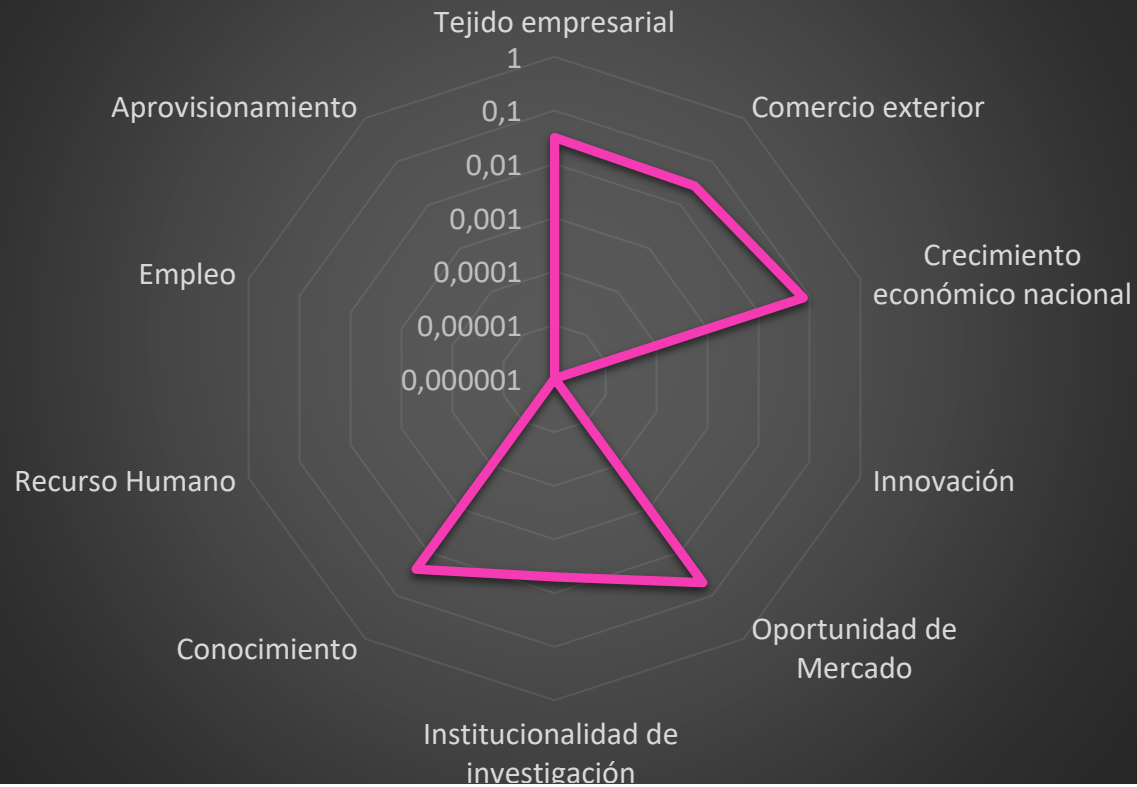 Tejido empresarial
1
Aprovisionamiento
0,1
Comercio exterior
0,01
0,001
Empleo
0,0001
Crecimiento
económico nacional
0,00001
0,000001
Recurso Humano
Innovación
Conocimiento
Oportunidad de
Mercado
Institucionalidad de
investigación